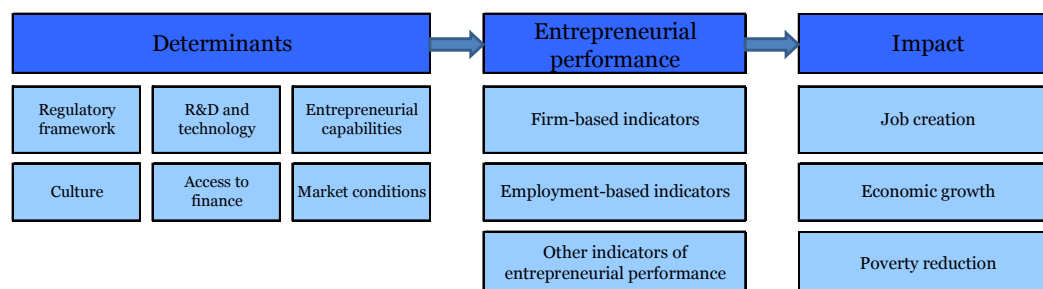 Determinants
Entrepreneurial
performance
Impact
Regulatory
framework
R&D and
technology
Entrepreneurial
capabilities
Firm-based indicators
Job creation
Culture
Access to
finance
Market conditions
Employment-based indicators
Economic growth
Other indicators of
entrepreneurial performance
Poverty reduction